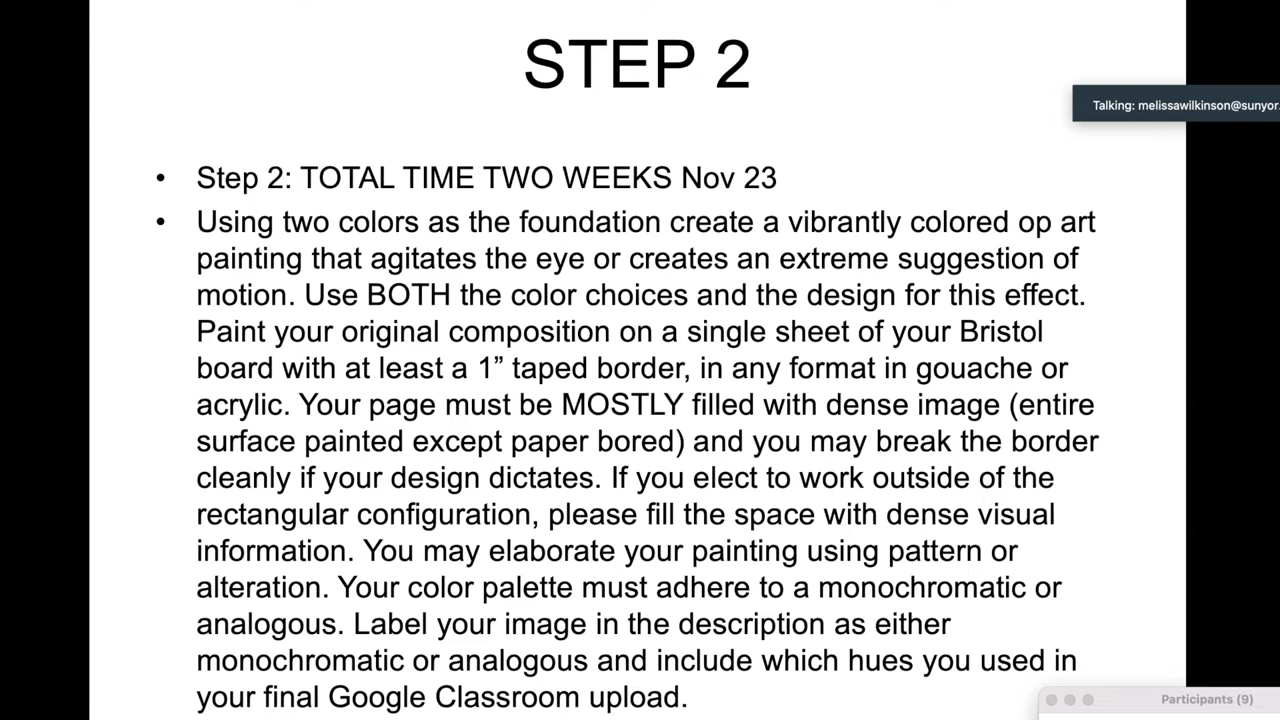 STEP 2
Talking: melissawilkinson@sunyor
• Step 2: TOTAL TIME TWO WEEKS Nov 23
• Using two colors as the foundation create a vibrantly colored op art
painting that agitates the eye or creates an extreme suggestion of
motion. Use BOTH the color choices and the design for this effect.
Paint your original composition on a single sheet of your Bristol
board with at least a 1” taped border, in any format in gouache or
acrylic. Your page must be MOSTLY filled with dense image (entire
surface painted except paper bored) and you may break the border
cleanly if your design dictates. If you elect to work outside of the
rectangular configuration, please fill the space with dense visual
information. You may elaborate your painting using pattern or
alteration. Your color palette must adhere to a monochromatic or
analogous. Label your image in the description as either
monochromatic or analogous and include which hues you used in
your final Google Classroom upload.
Participants (9)